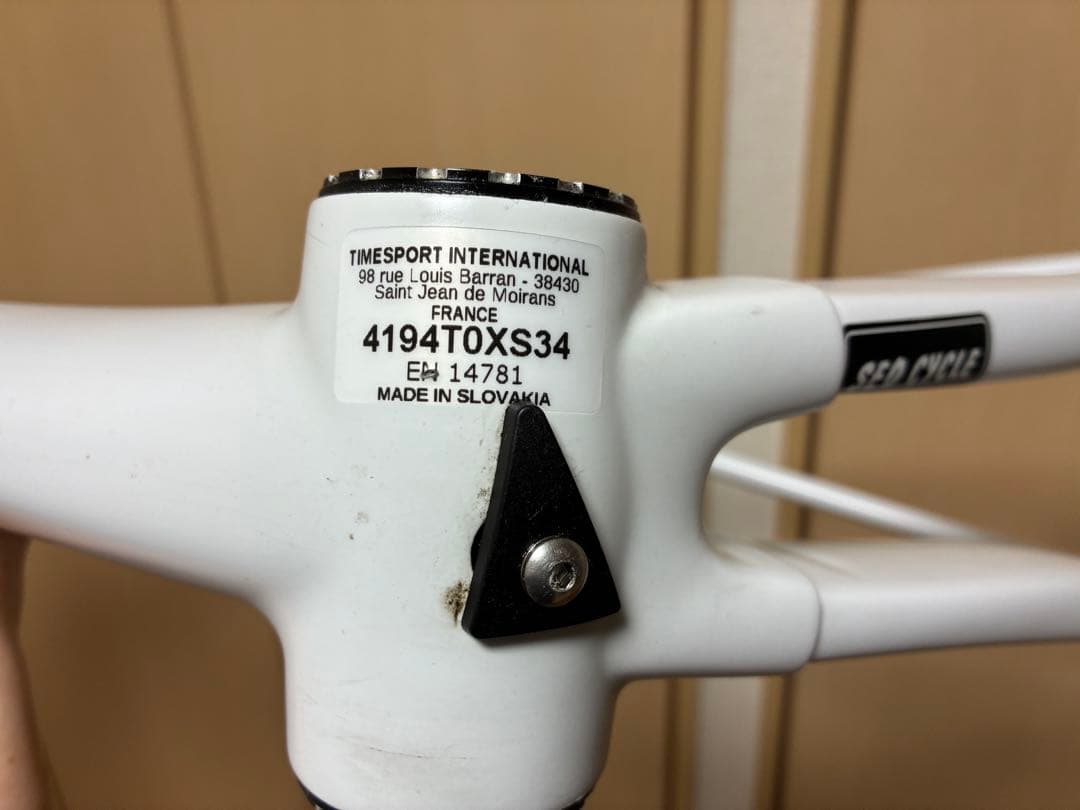 TIMESPORT INTERNATIONAL
98 rue Louis Barran - 38430
Saint Jean de Moirans
FRANCE
4194T0XS34
EN 14781
MADE IN SLOVAKIA
SEO CYCLE